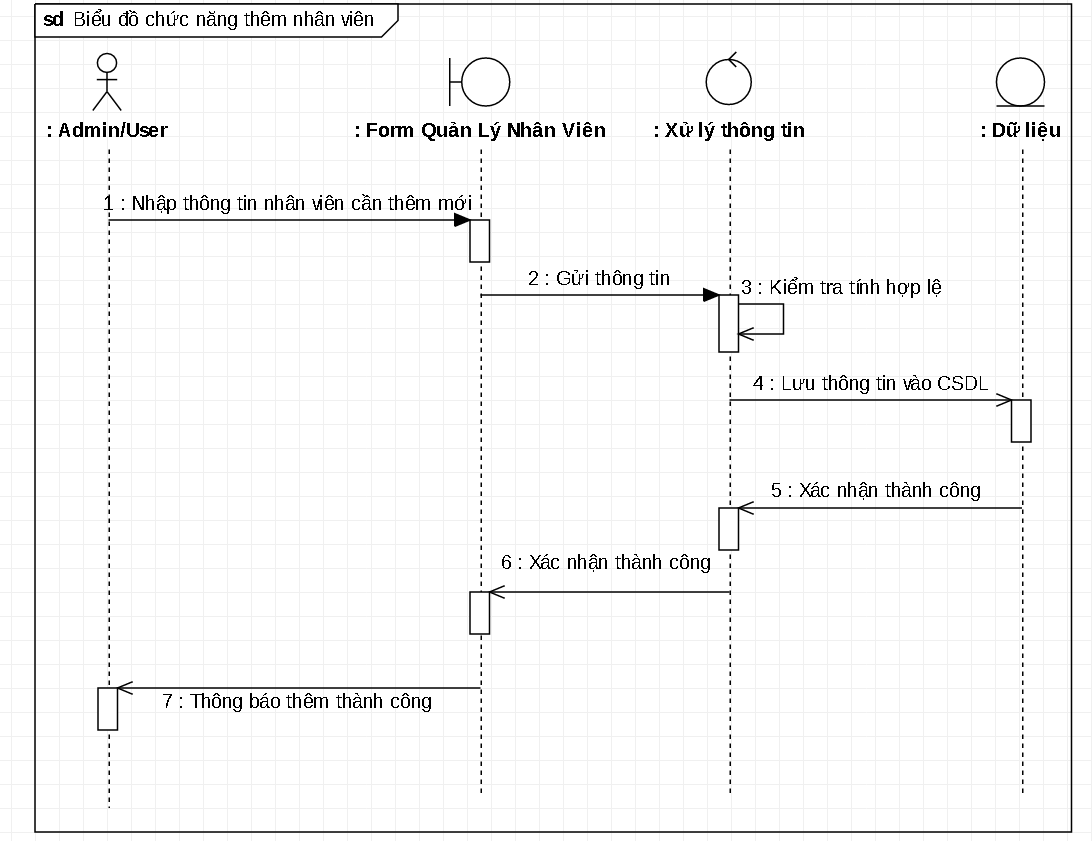 sd Biểu đồ chức năng thêm nhân viên
: Admin/User
: Form Quản Lý Nhân Viên
: Xử lý thông tin
: Dữ liệu
1 : Nhập thông tin nhân viên cần thêm mới
2 : Gửi thông tin
3 : Kiểm tra tính hợp lệ
4 : Lưu thông tin vào CSDL
5 : Xác nhận thành công
6 : Xác nhận thành công
7 : Thông báo thêm thành công